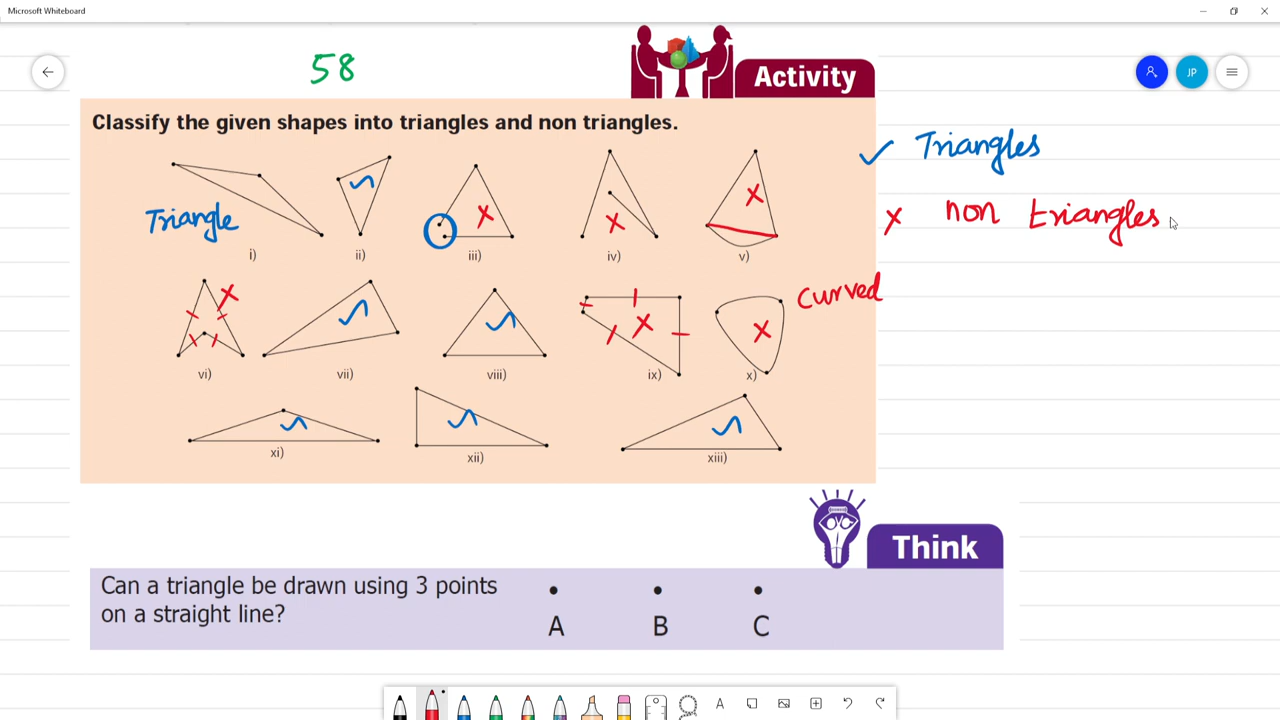 Microsoft Whiteboard
58
Activity
JP
Classify the given shapes into triangles and non triangles.
✓ Triangles
x non triangles
Triangle
i) ii) iii) iv) v)
curved
vi) vii) viii) ix) x)
xi) xii) xiii)
Think
Can a triangle be drawn using 3 points
on a straight line?
A B C
A